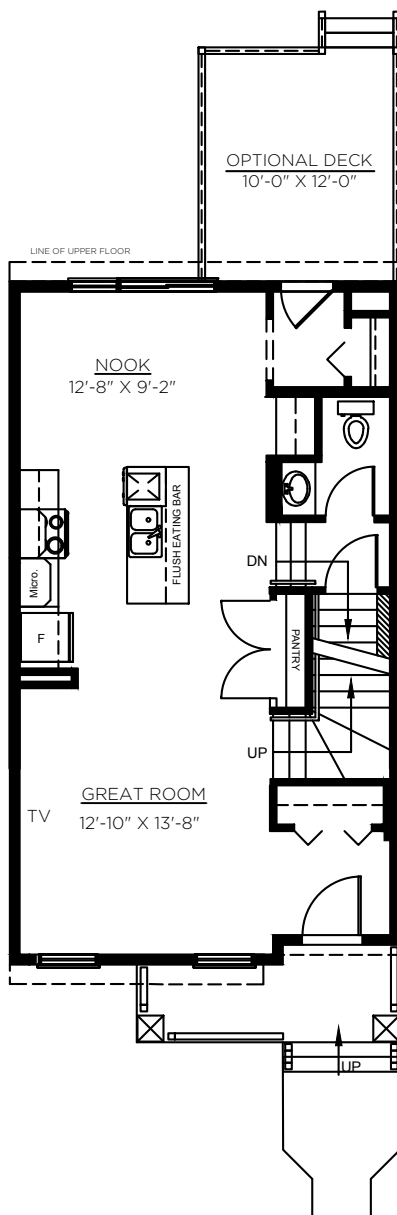 OPTIONAL DECK
10'-0" X 12'-0"
LINE OF UPPER FLOOR
NOOK
12'-8" X 9'-2"
FLUSH EATING BAR
Micro.
DN
F
PANTRY
UP
GREAT ROOM
TV
12'-10" X 13'-8"
UP